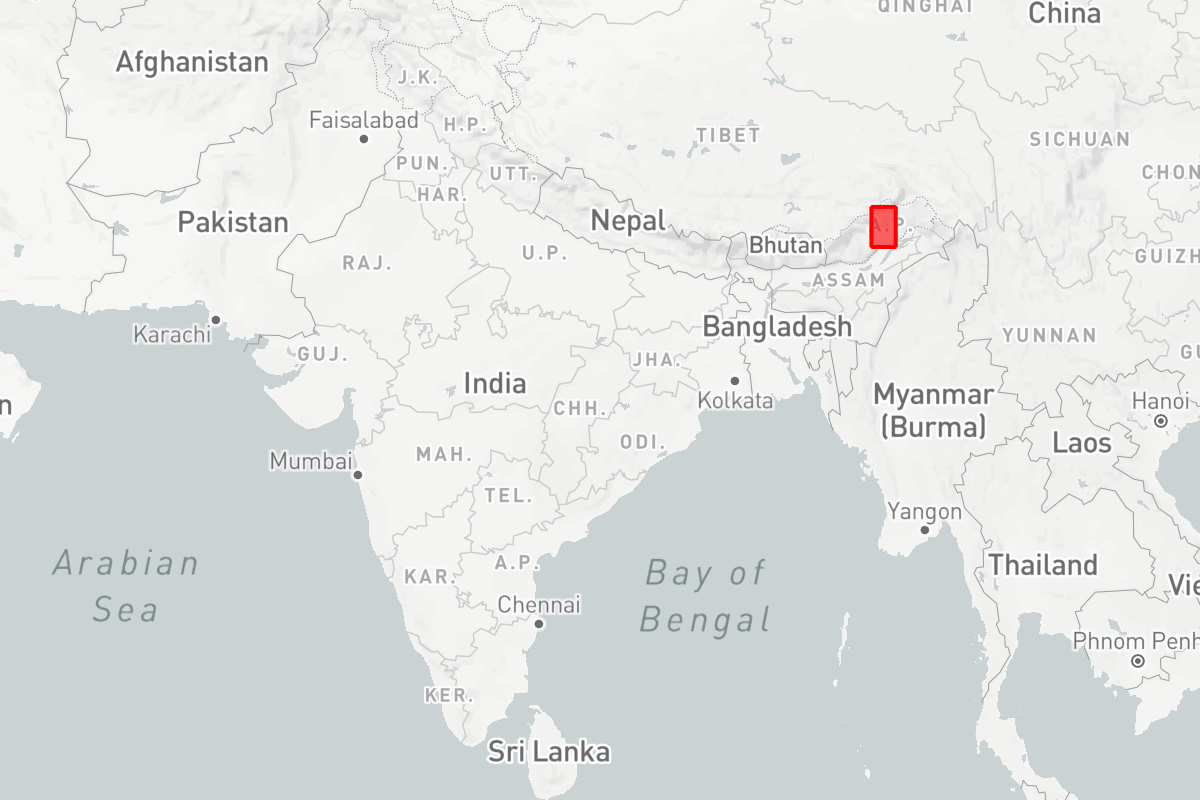 QINGHAI
China
Afghanistan
J.K.
Faisalabad
H.P.
TIBET
SICHUAN
PUN.
UTT.
CHON
HAR.
Pakistan
Nepal
A.P.
Bhutan
RAJ.
U.P.
GUIZH
ASSAM
Karachi
Bangladesh
YUNNAN
GUJ.
JHA.
GU
India
Kolkata
Myanmar
(Burma)
Hanoi
n
CHH.
ODI.
Laos
MAH.
Mumbai
TEL.
Yangon
Arabian
Sea
A.P.
KAR.
Bay of
Bengal
Thailand
Vie
Chennai
Phnom Penh
KER.
Sri Lanka